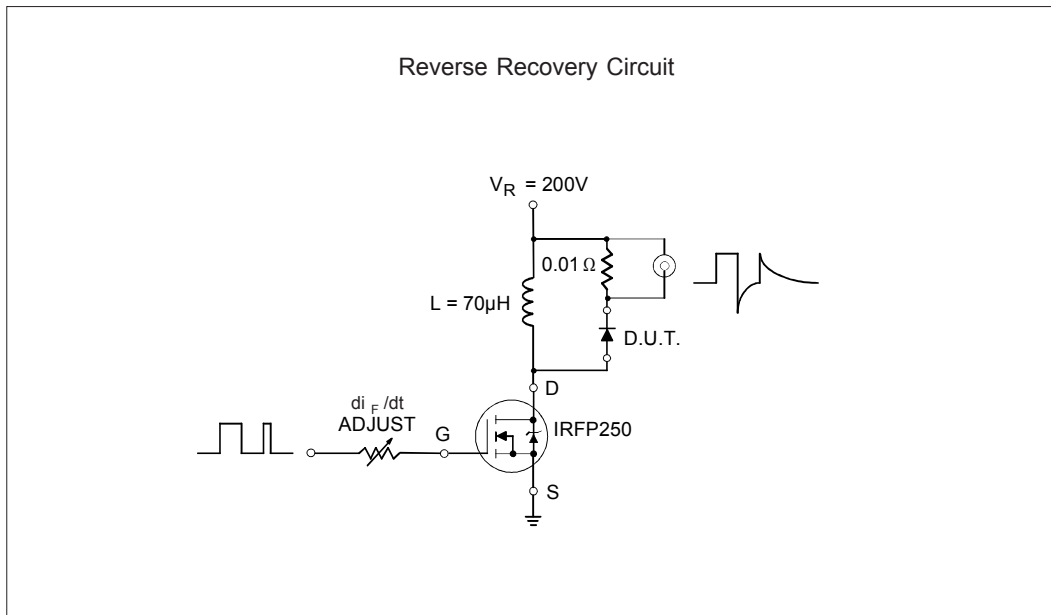 Reverse Recovery Circuit
V_R = 200V
0.01 Ω
L = 70µH
D.U.T.
D
di_F/dt
ADJUST
G
IRFP250
S